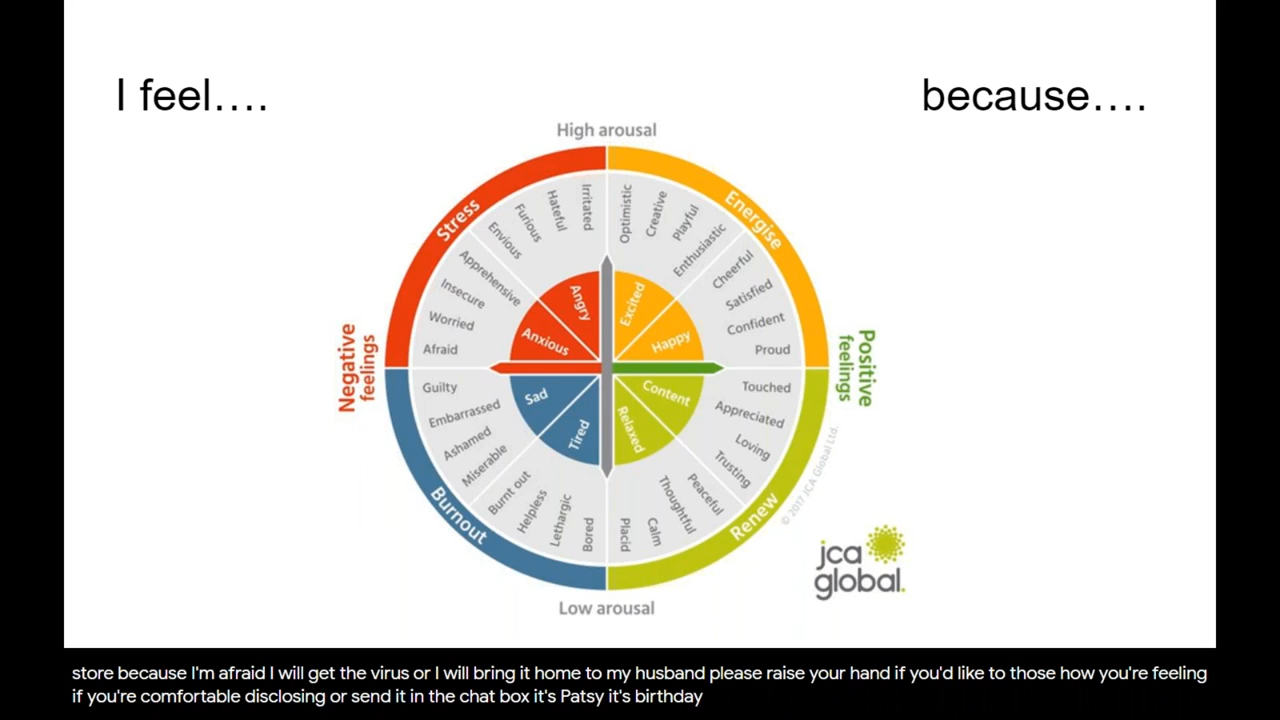 I feel....
because....
High arousal
Stress
Energise
Irritated
Hateful
Furious
Envious
Apprehensive
Insecure
Worried
Afraid
Optimistic
Creative
Playful
Enthusiastic
Cheerful
Satisfied
Confident
Proud
Angry
Anxious
Excited
Happy
Negative
feelings
Positive
feelings
Sad
Tired
Content
Relaxed
Guilty
Embarrassed
Ashamed
Miserable
Burnt out
Helpless
Lethargic
Bored
Touched
Appreciated
Loving
Trusting
Peaceful
Thoughtful
Calm
Placid
Burnout
Renew
© 2017 JCA Global Ltd.
jca
global.
Low arousal
store because I'm afraid I will get the virus or I will bring it home to my husband please raise your hand if you'd like to those how you're feeling
if you're comfortable disclosing or send it in the chat box it's Patsy it's birthday